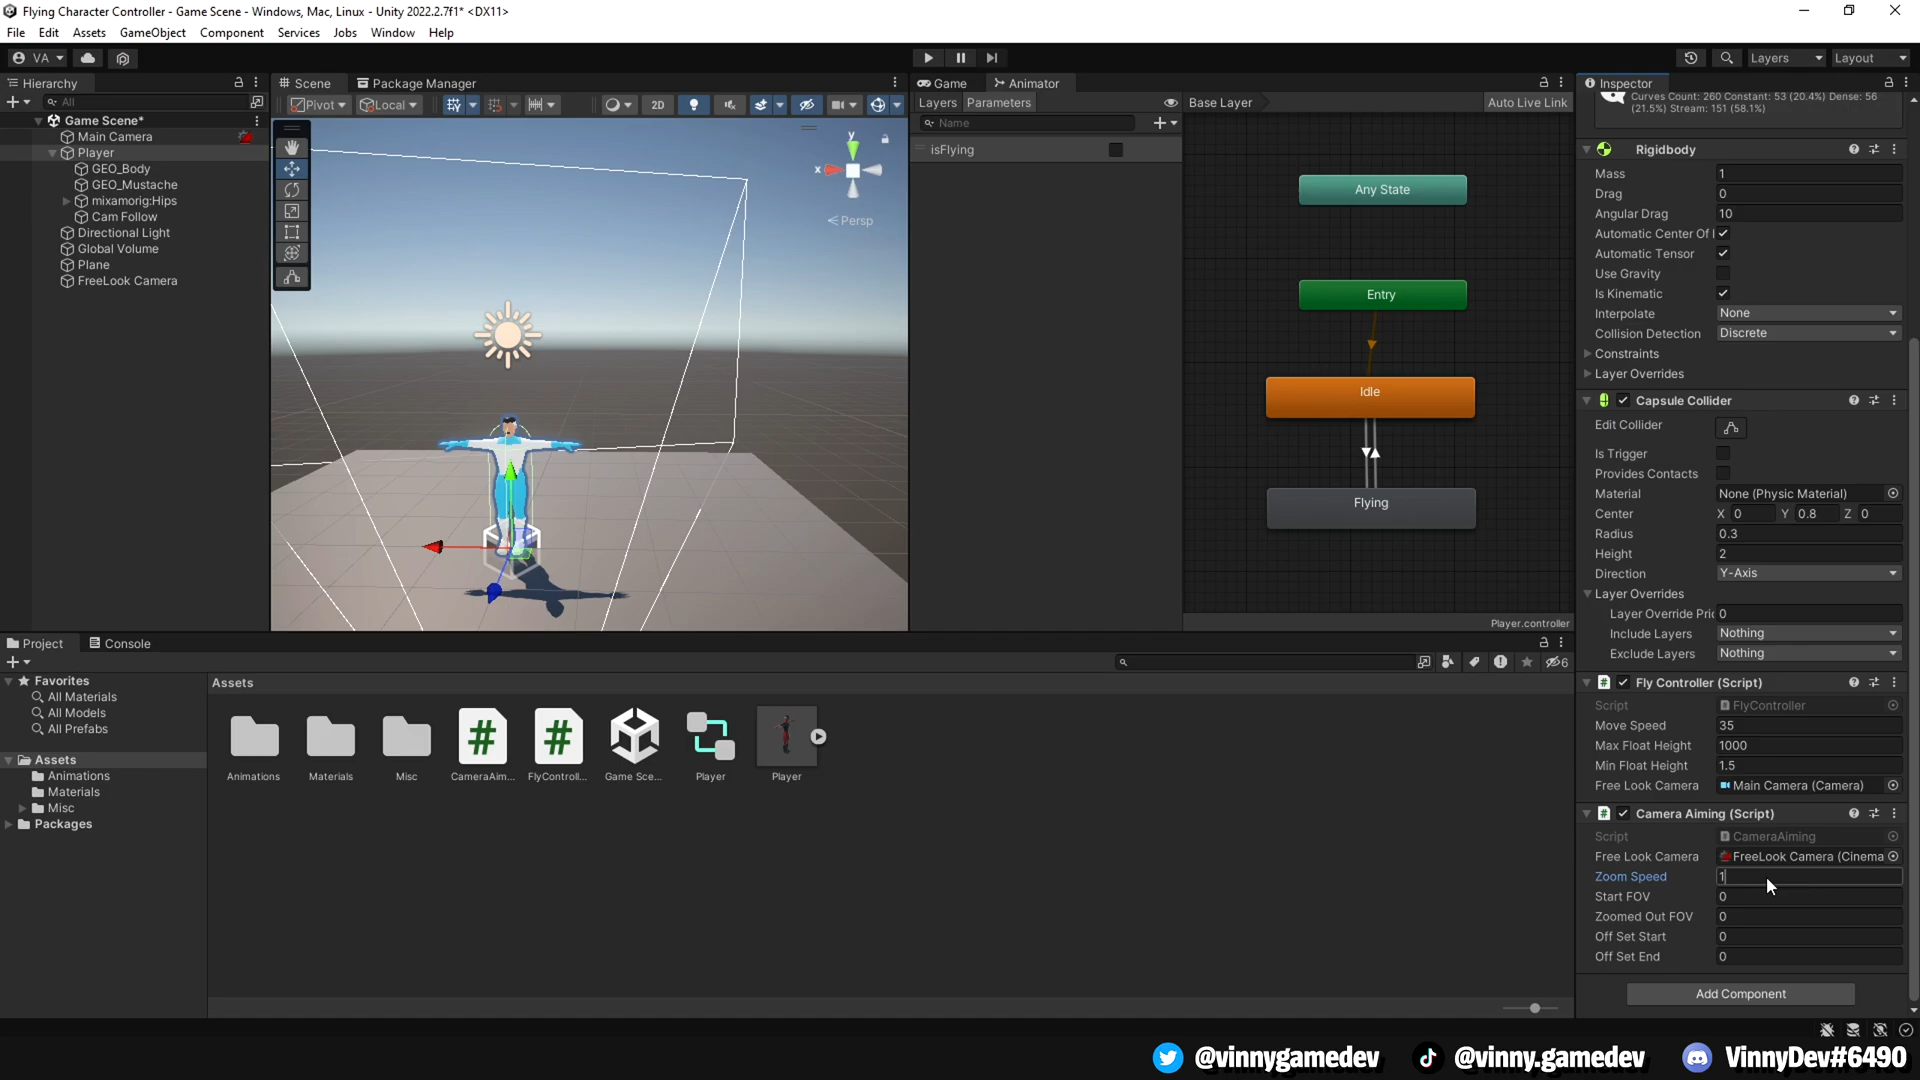 Flying Character Controller - Game Scene - Windows, Mac, Linux - Unity 2022.2.7f1* <DX11>
File Edit Assets GameObject Component Services Jobs Window Help
VA Layers Layout
Hierarchy
All
Game Scene*
Main Camera
Player
GEO_Body
GEO_Mustache
mixamorig:Hips
Cam Follow
Directional Light
Global Volume
Plane
FreeLook Camera
Scene Package Manager
Pivot Local 2D
y
x
Persp
Game Animator
Layers Parameters Base Layer Auto Live Link
Name
isFlying
Any State
Entry
Idle
Flying
Player.controller
Inspector
Curves Count: 260 Constant: 53 (20.4%) Dense: 56
(21.5%) Stream: 151 (58.1%)
Rigidbody
Mass 1
Drag 0
Angular Drag 10
Automatic Center Of
Automatic Tensor
Use Gravity
Is Kinematic
Interpolate None
Collision Detection Discrete
Constraints
Layer Overrides
Capsule Collider
Edit Collider
Is Trigger
Provides Contacts
Material None (Physic Material)
Center X 0 Y 0.8 Z 0
Radius 0.3
Height 2
Direction Y-Axis
Layer Overrides
Layer Override Pri 0
Include Layers Nothing
Exclude Layers Nothing
Fly Controller (Script)
Script FlyController
Move Speed 35
Max Float Height 1000
Min Float Height 1.5
Free Look Camera Main Camera (Camera)
Camera Aiming (Script)
Script CameraAiming
Free Look Camera FreeLook Camera (Cinema
Zoom Speed 1
Start FOV 0
Zoomed Out FOV 0
Off Set Start 0
Off Set End 0
Add Component
Project Console
6
Favorites
All Materials
All Models
All Prefabs
Assets
Animations
Materials
Misc
Packages
Assets
Animations Materials Misc CameraAim... FlyControll... Game Sce... Player Player
@vinnygamedev @vinny.gamedev VinnyDev#6490